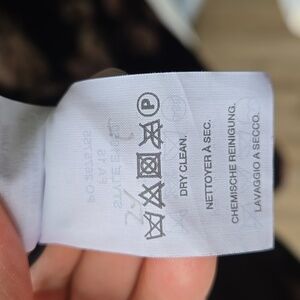 P
DRY CLEAN.
NETTOYER À SEC.
CHEMISCHE REINIGUNG.
LAVAGGIO A SECCO.